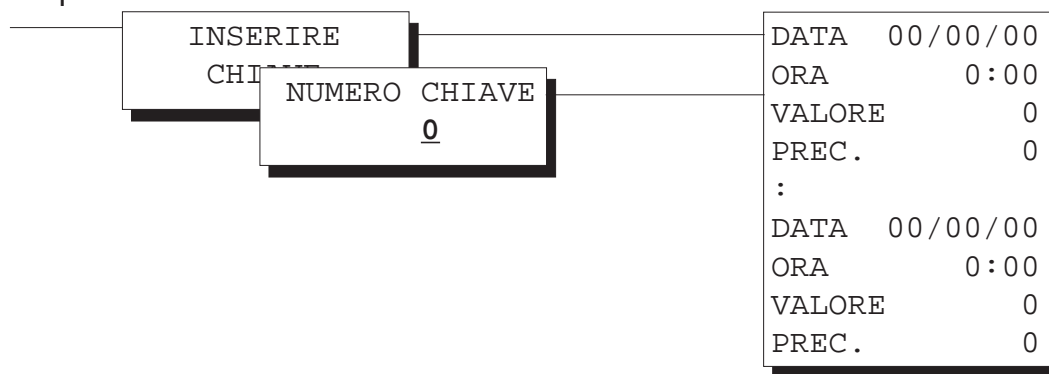 INSERIRE
NUMERO CHIAVE
0
DATA 00/00/00
ORA 0:00
VALORE 0
PREC. 0
:
DATA 00/00/00
ORA 0:00
VALORE 0
PREC. 0